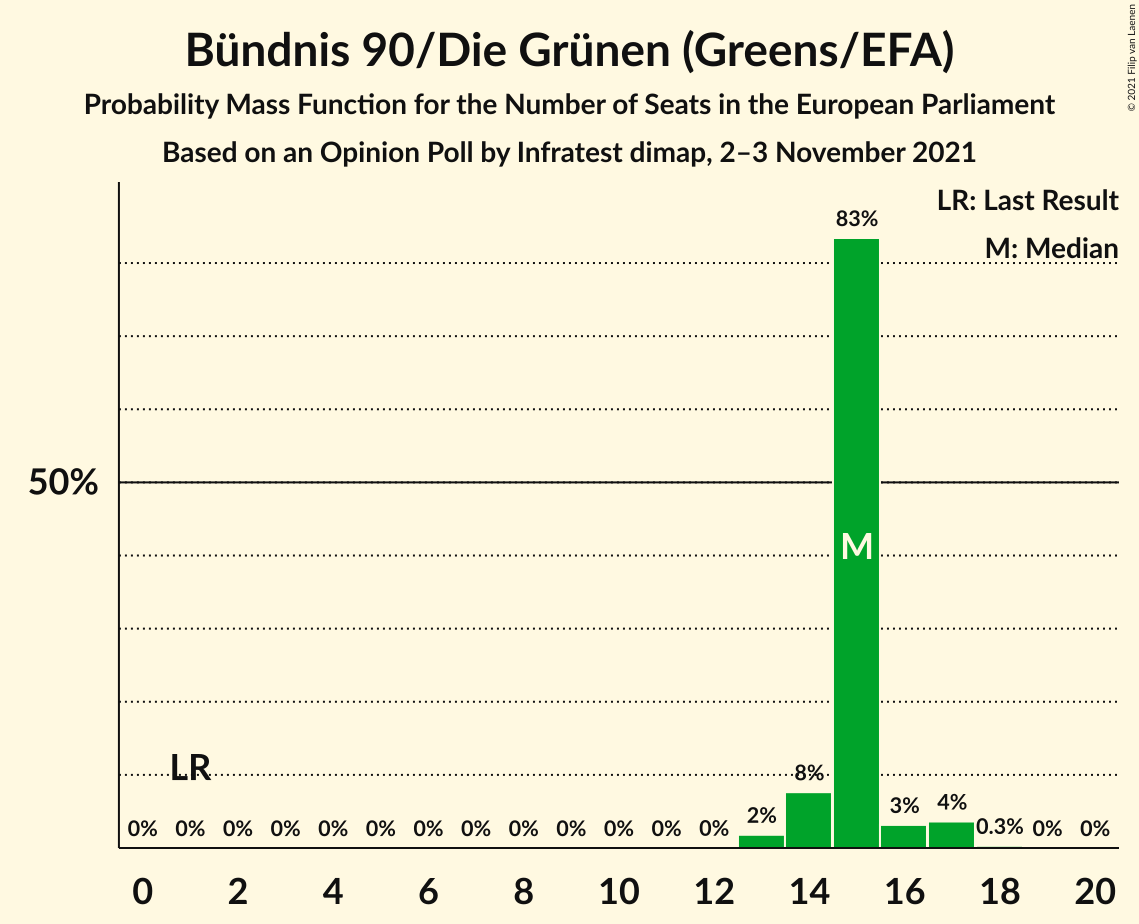 Bündnis 90/Die Grünen (Greens/EFA)
Probability Mass Function for the Number of Seats in the European Parliament
Based on an Opinion Poll by Infratest dimap, 2–3 November 2021
© 2021 Filip van Laenen
LR: Last Result
M: Median
83%
50%
M
LR
8%
2%
3%
4%
0% 0% 0% 0% 0% 0% 0% 0% 0% 0% 0% 0% 0% 0.3% 0% 0%
0 2 4 6 8 10 12 14 16 18 20